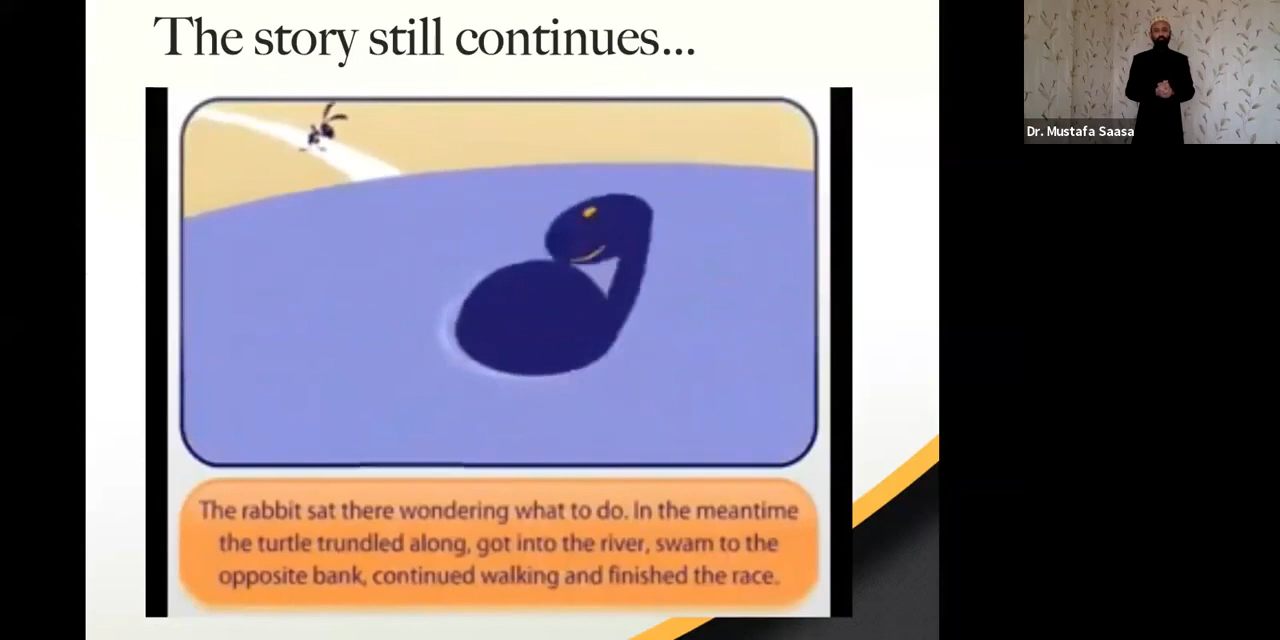 The story still continues...
Dr. Mustafa Saasa
The rabbit sat there wondering what to do. In the meantime
the turtle trundled along, got into the river, swam to the
opposite bank, continued walking and finished the race.